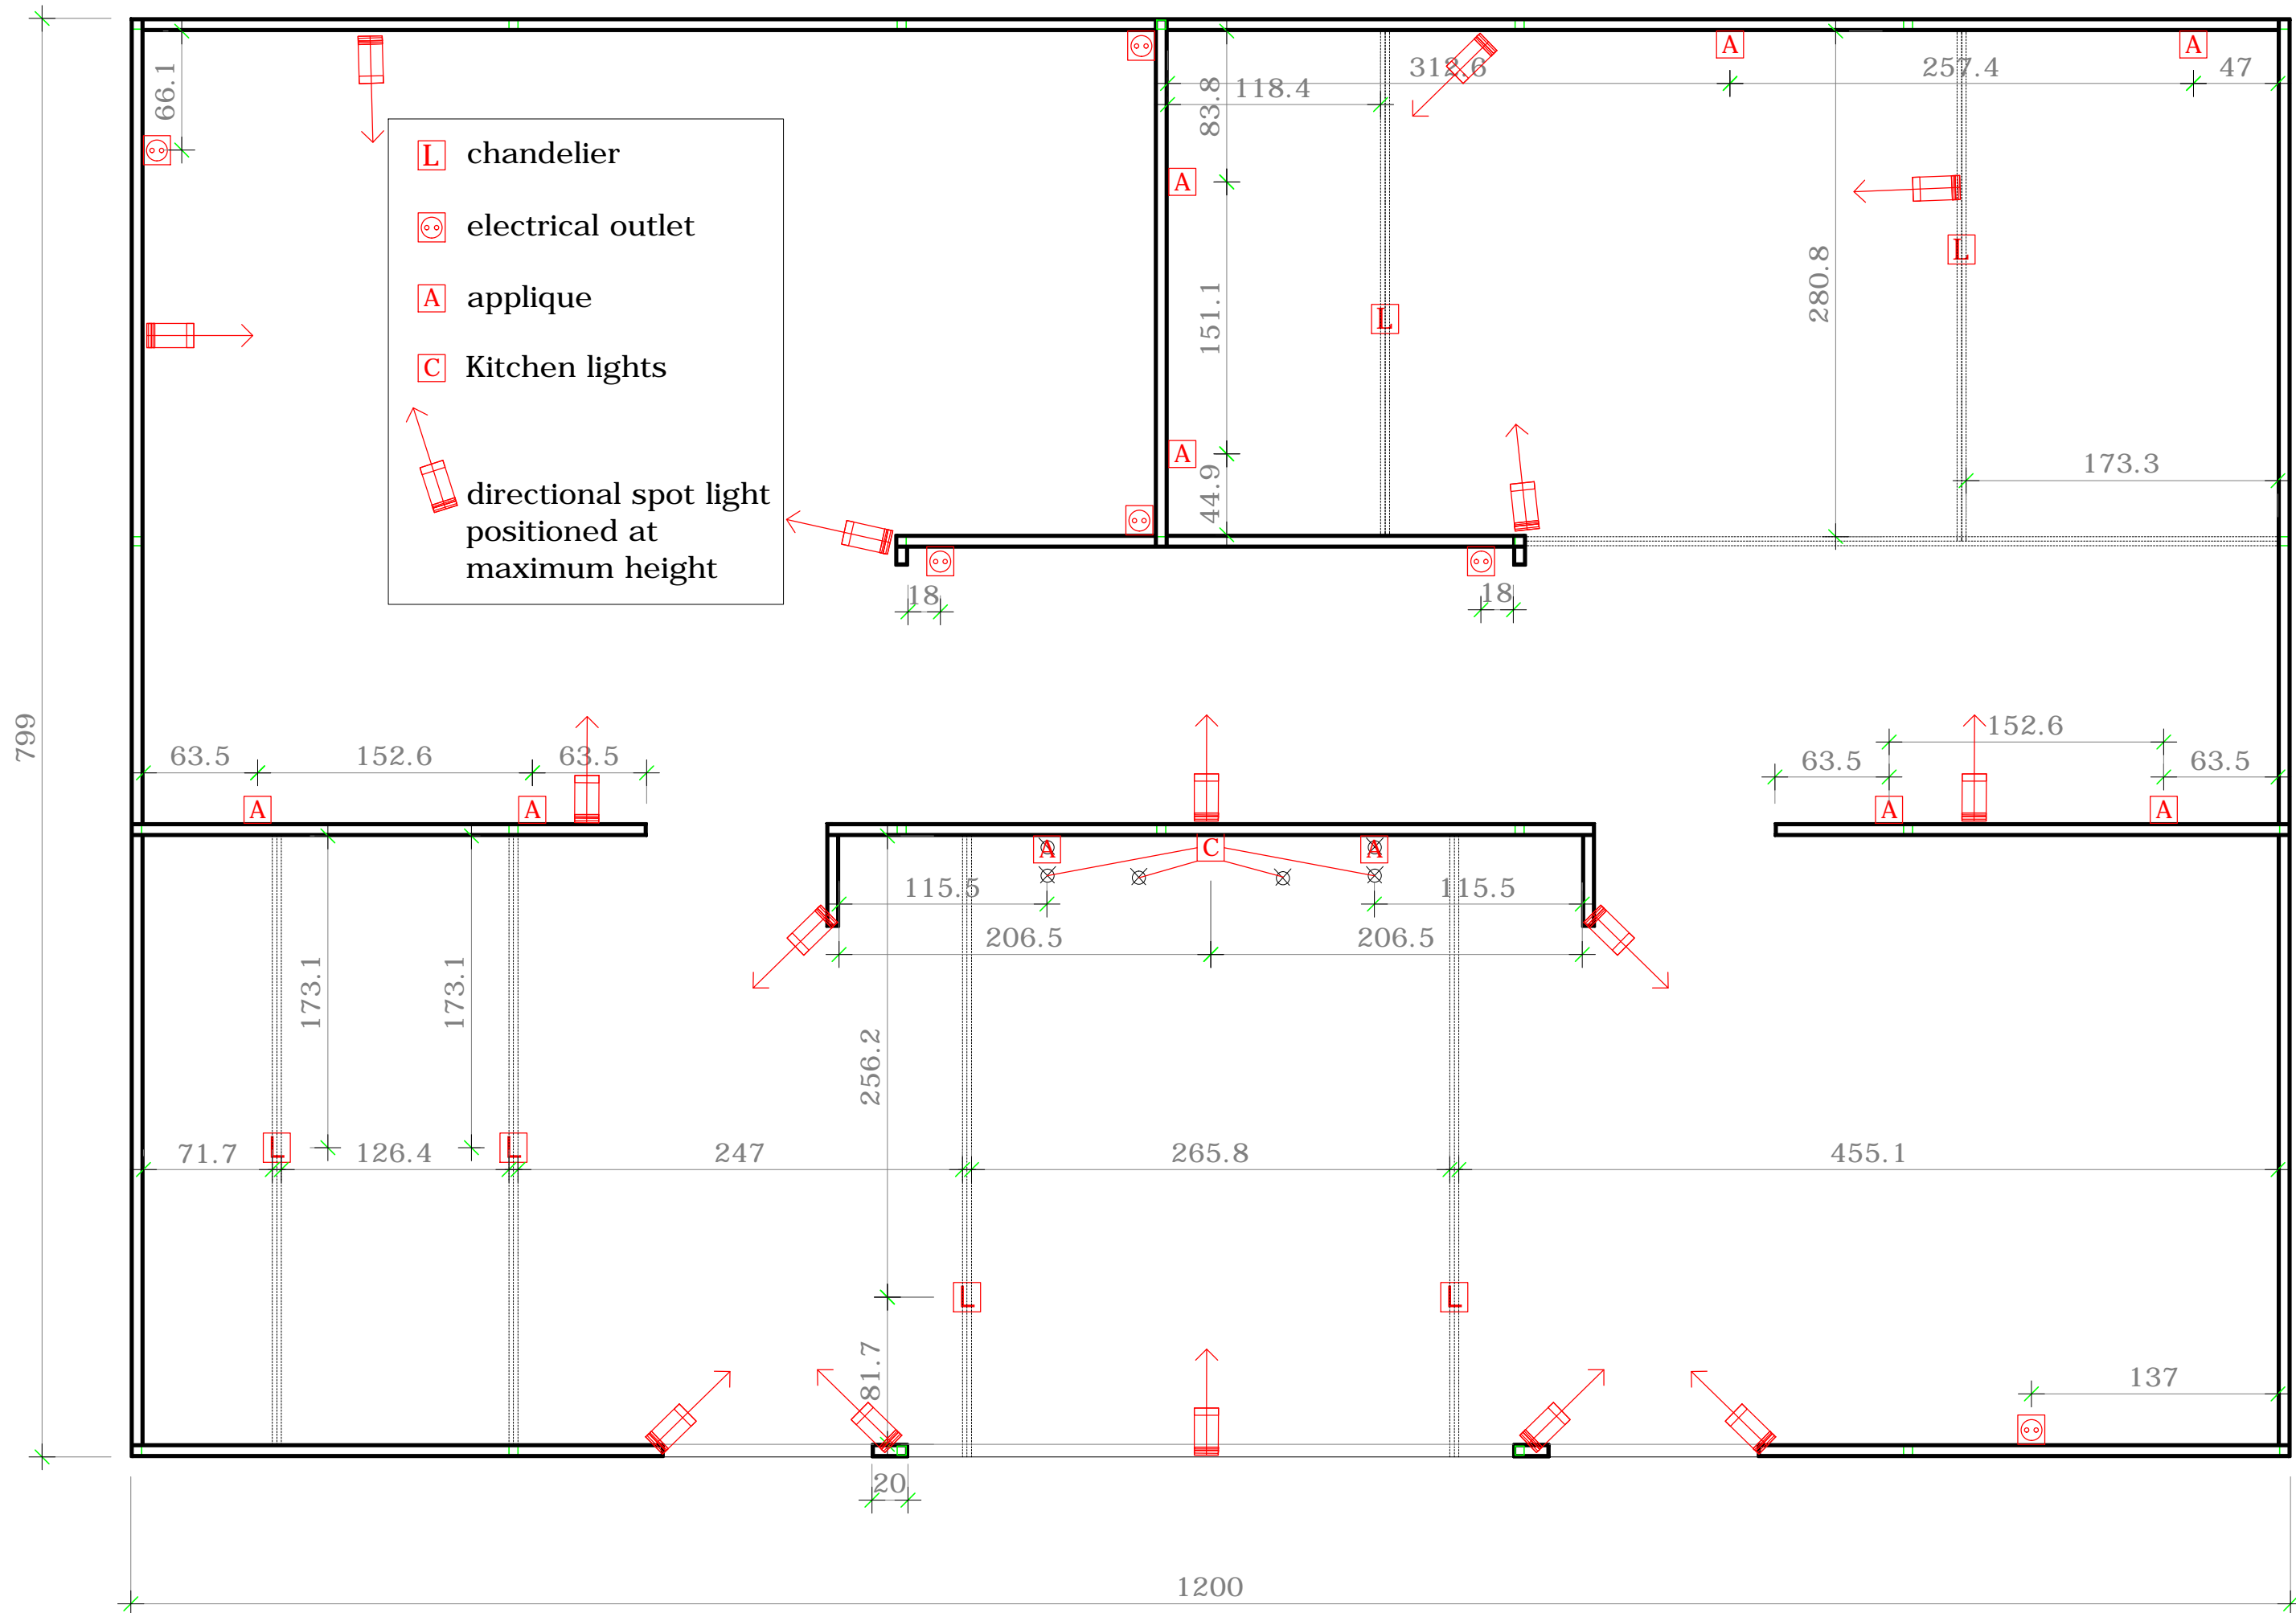 A
A
66.1
312.6
257.4
47
118.4
83.8
L chandelier
A
electrical outlet
L
280.8
A applique
151.1
L
C Kitchen lights
A
173.3
44.9
directional spot light
positioned at
maximum height
18
18
799
152.6
63.5
152.6
63.5
63.5
63.5
A
A
A
A
A
C
A
115.5
115.5
206.5
206.5
173.1
173.1
256.2
L
L
71.7
126.4
247
265.8
455.1
L
L
81.7
137
20
1200